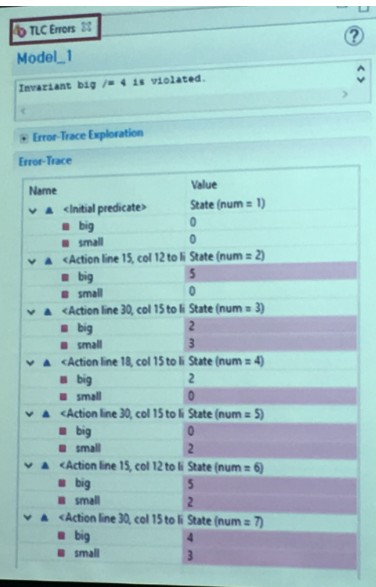 TLC Errors
Model_1
Invariant big /= 4 is violated.
Error-Trace Exploration
Error-Trace
Name Value
<Initial predicate> State (num = 1)
big 0
small 0
<Action line 15, col 12 to li State (num = 2)
big 5
small 0
<Action line 30, col 15 to li State (num = 3)
big 2
small 3
<Action line 18, col 15 to li State (num = 4)
big 2
small 0
<Action line 30, col 15 to li State (num = 5)
big 0
small 2
<Action line 15, col 12 to li State (num = 6)
big 5
small 2
<Action line 30, col 15 to li State (num = 7)
big 4
small 3